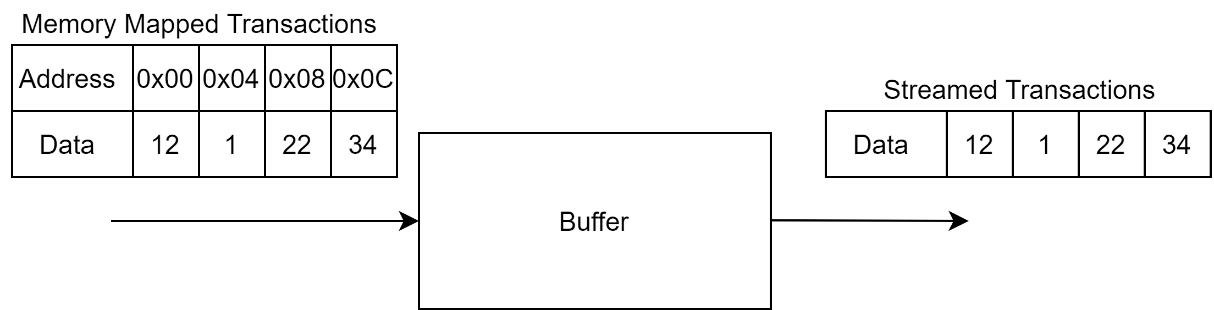 Memory Mapped Transactions
Address 0x00 0x04 0x08 0x0C
Data 12 1 22 34
Streamed Transactions
Data 12 1 22 34
Buffer